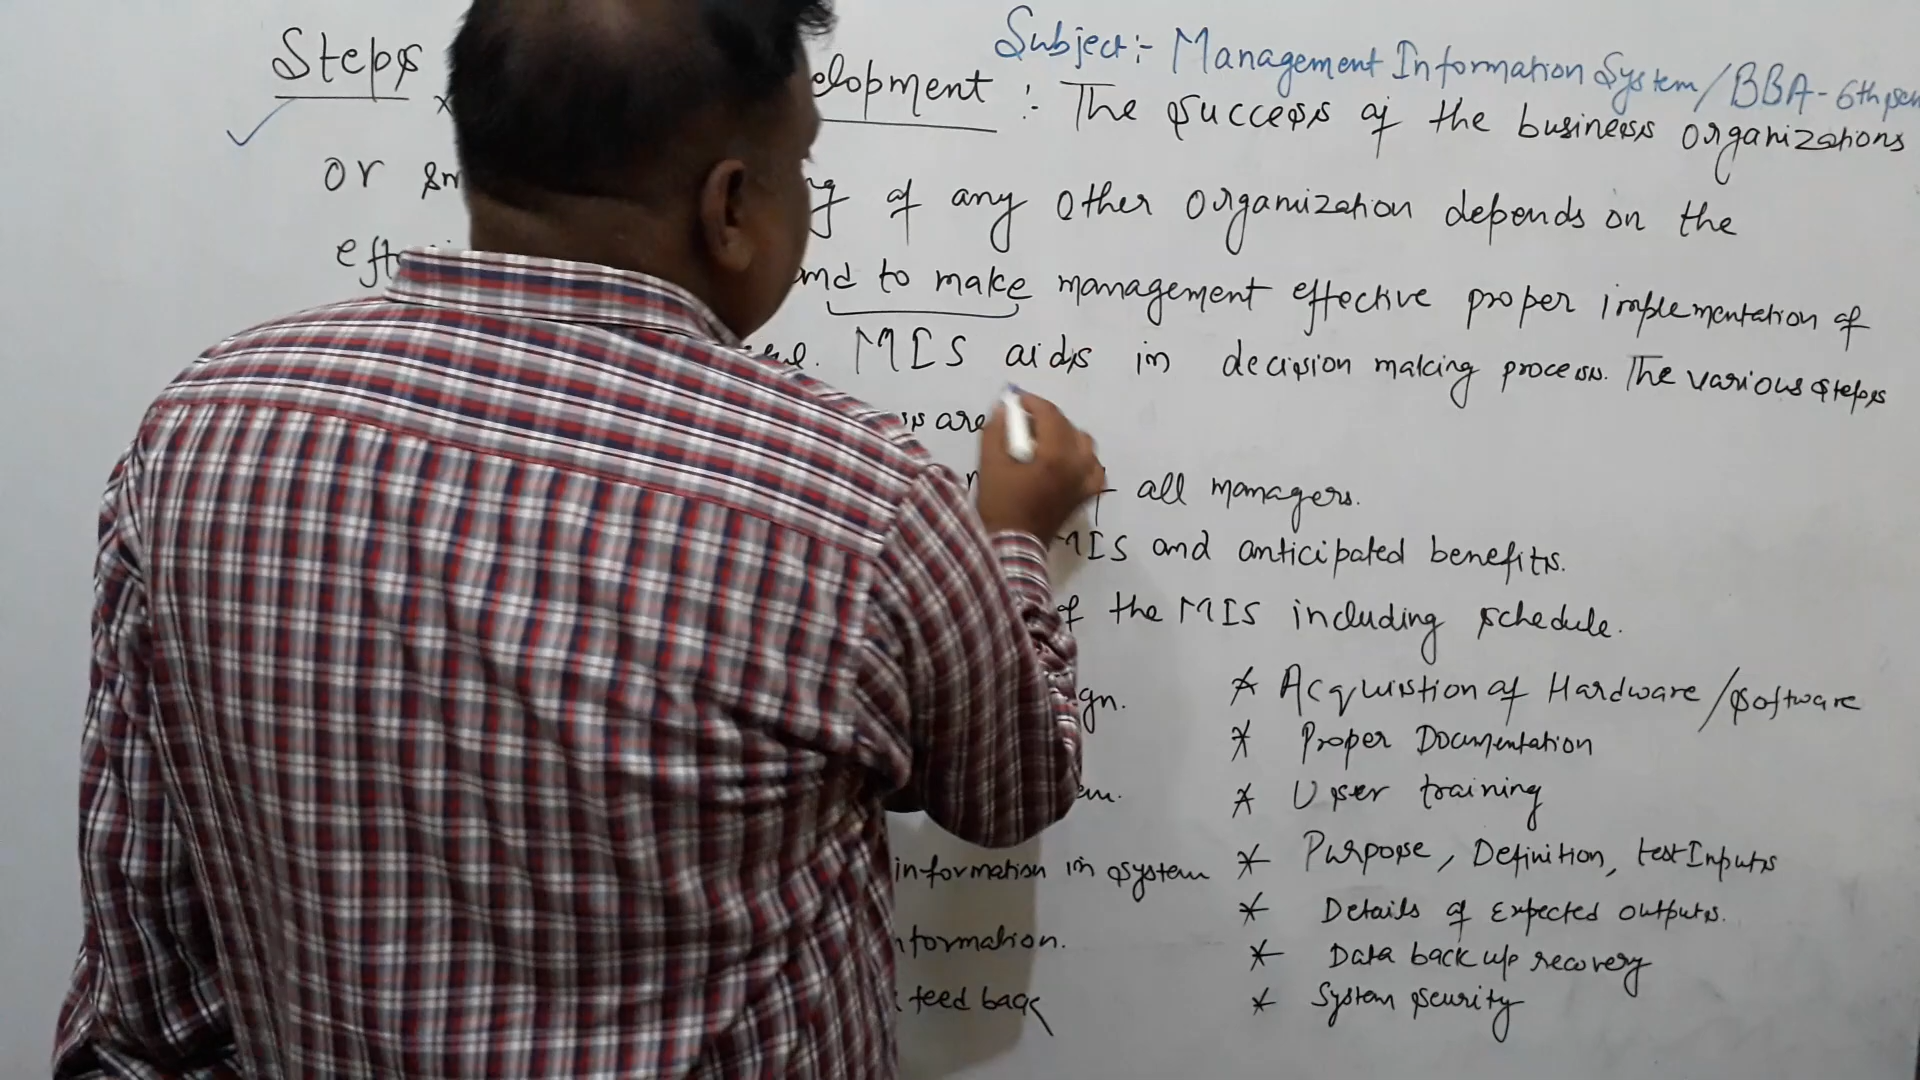 Subject:- Management Information System/BBA-6th sem
Steps elopment :- The success of the business organizations
or of any other organization depends on the
and to make management effective proper implementation of
MIS aids in decision making process. The various steps
are
all managers.
MIS and anticipated benefits.
of the MIS including schedule.
gn. * Acquistion of Hardware/software
* Proper Documentation
em. * User training
information in system * Purpose, Definition, test Inputs
* Details of Expected outputs.
nformation. * Data back up recovery
feed back * System security